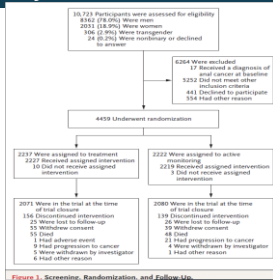 10,723 Participants were assessed for eligibility
8362 (78.0%) Were men
2031 (18.9%) Were women
306 (2.9%) Were transgender
24 (0.2%) Were nonbinary or declined
to answer
6264 Were excluded
17 Received a diagnosis of
anal cancer at baseline
5252 Did not meet other
inclusion criteria
441 Declined to participate
554 Had other reason
4459 Underwent randomization
2237 Were assigned to treatment
2227 Received assigned intervention
10 Did not receive assigned
intervention
2222 Were assigned to active
monitoring
2219 Received assigned intervention
3 Did not receive assigned
intervention
2071 Were in the trial at the time
of trial closure
156 Discontinued intervention
25 Were lost to follow-up
55 Withdrew consent
55 Died
1 Had adverse event
9 Had progression to cancer
5 Were withdrawn by investigator
6 Had other reason
2080 Were in the trial at the time
of trial closure
139 Discontinued intervention
26 Were lost to follow-up
39 Withdrew consent
48 Died
21 Had progression to cancer
4 Were withdrawn by investigator
1 Had other reason
Figure 1. Screening, Randomization, and Follow-Up.